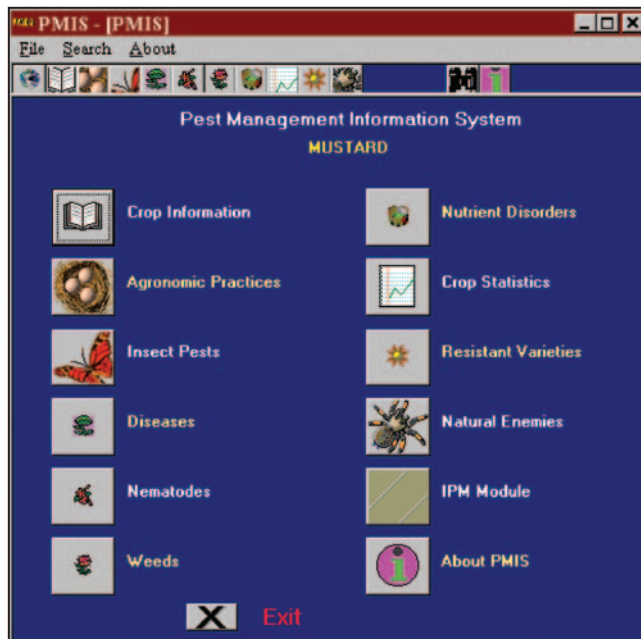 PMIS PMIS - [PMIS]
File Search About
Pest Management Information System
MUSTARD
Crop Information
Nutrient Disorders
Agronomic Practices
Crop Statistics
Insect Pests
Resistant Varieties
Diseases
Natural Enemies
Nematodes
IPM Module
Weeds
About PMIS
X Exit